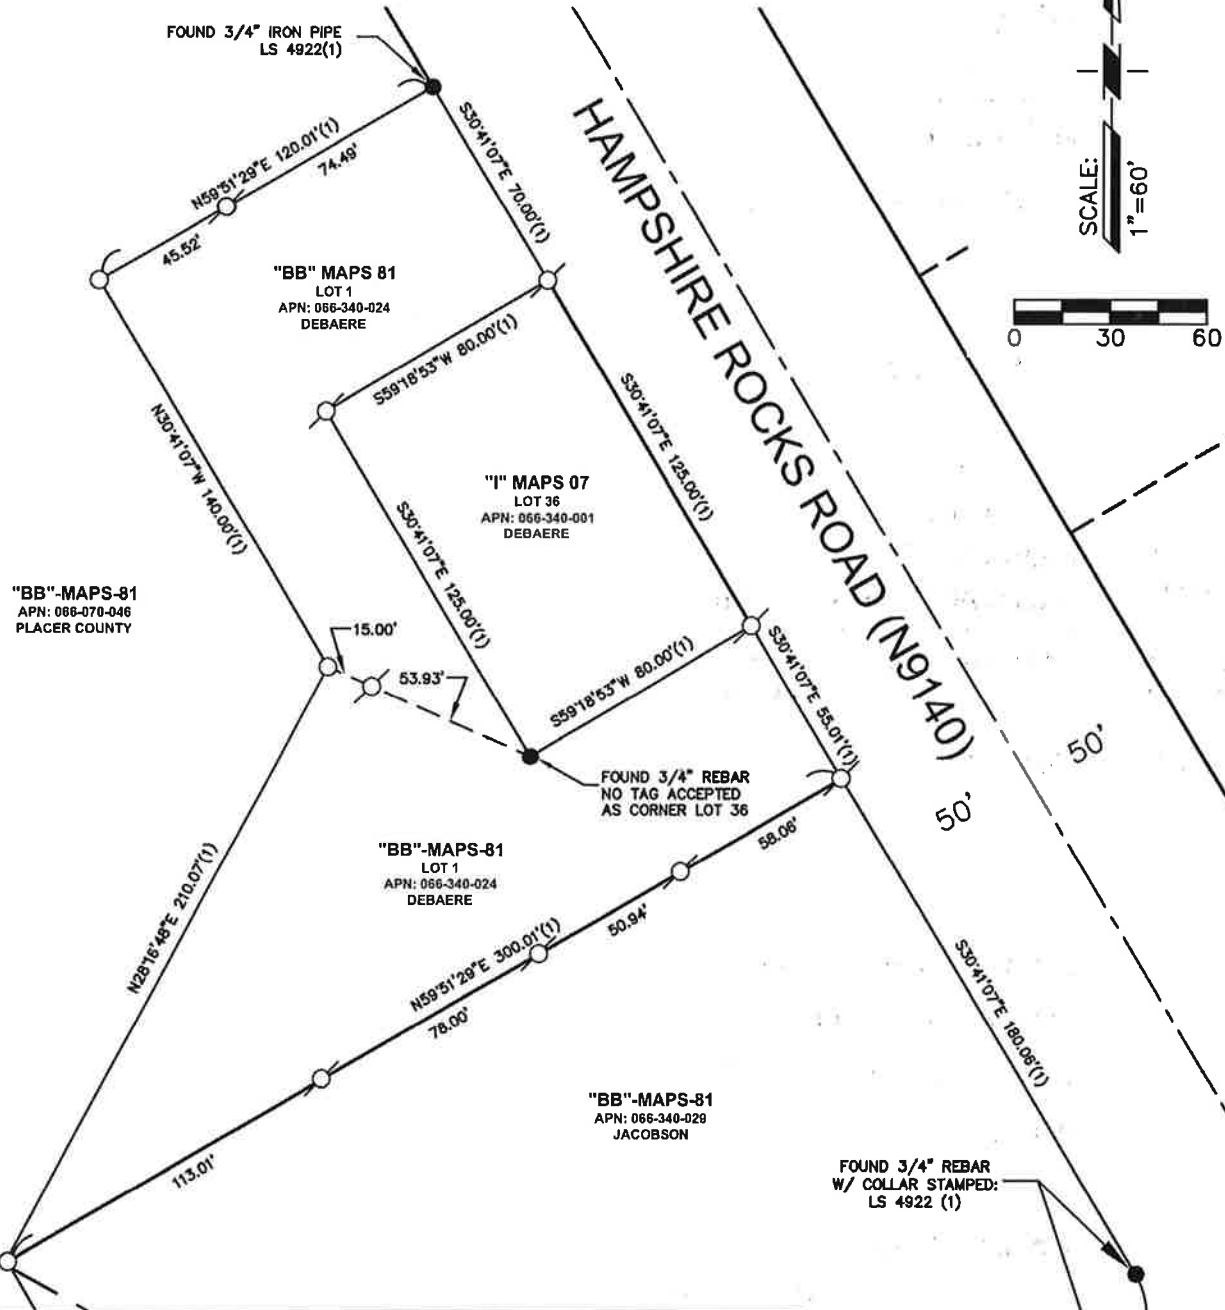 FOUND 3/4" IRON PIPE
LS 4922(1)
N59°51'29"E 120.01'(1)
74.49'
45.52'
S30°41'07"E 70.00'(1)
"BB" MAPS 81
LOT 1
APN: 066-340-024
DEBAERE
S59°18'53"W 80.00'(1)
HAMPSHIRE ROCKS ROAD (N9140)
SCALE:
1"=60'
0 30 60
N30°41'07"W 140.00'(1)
S30°41'07"E 125.00'(1)
"I" MAPS 07
LOT 36
APN: 066-340-001
DEBAERE
S30°41'07"E 125.00'(1)
"BB"-MAPS-81
APN: 066-070-046
PLACER COUNTY
15.00'
53.93'
S59°18'53"W 80.00'(1)
S30°41'07"E 55.01'(1)
FOUND 3/4" REBAR
NO TAG ACCEPTED
AS CORNER LOT 36
50'
50'
58.06'
"BB"-MAPS-81
LOT 1
APN: 066-340-024
DEBAERE
N28°16'48"E 210.07'(1)
50.94'
N59°51'29"E 300.01'(1)
78.00'
S30°41'07"E 180.06'(1)
113.01'
"BB"-MAPS-81
APN: 066-340-029
JACOBSON
FOUND 3/4" REBAR
W/ COLLAR STAMPED:
LS 4922 (1)